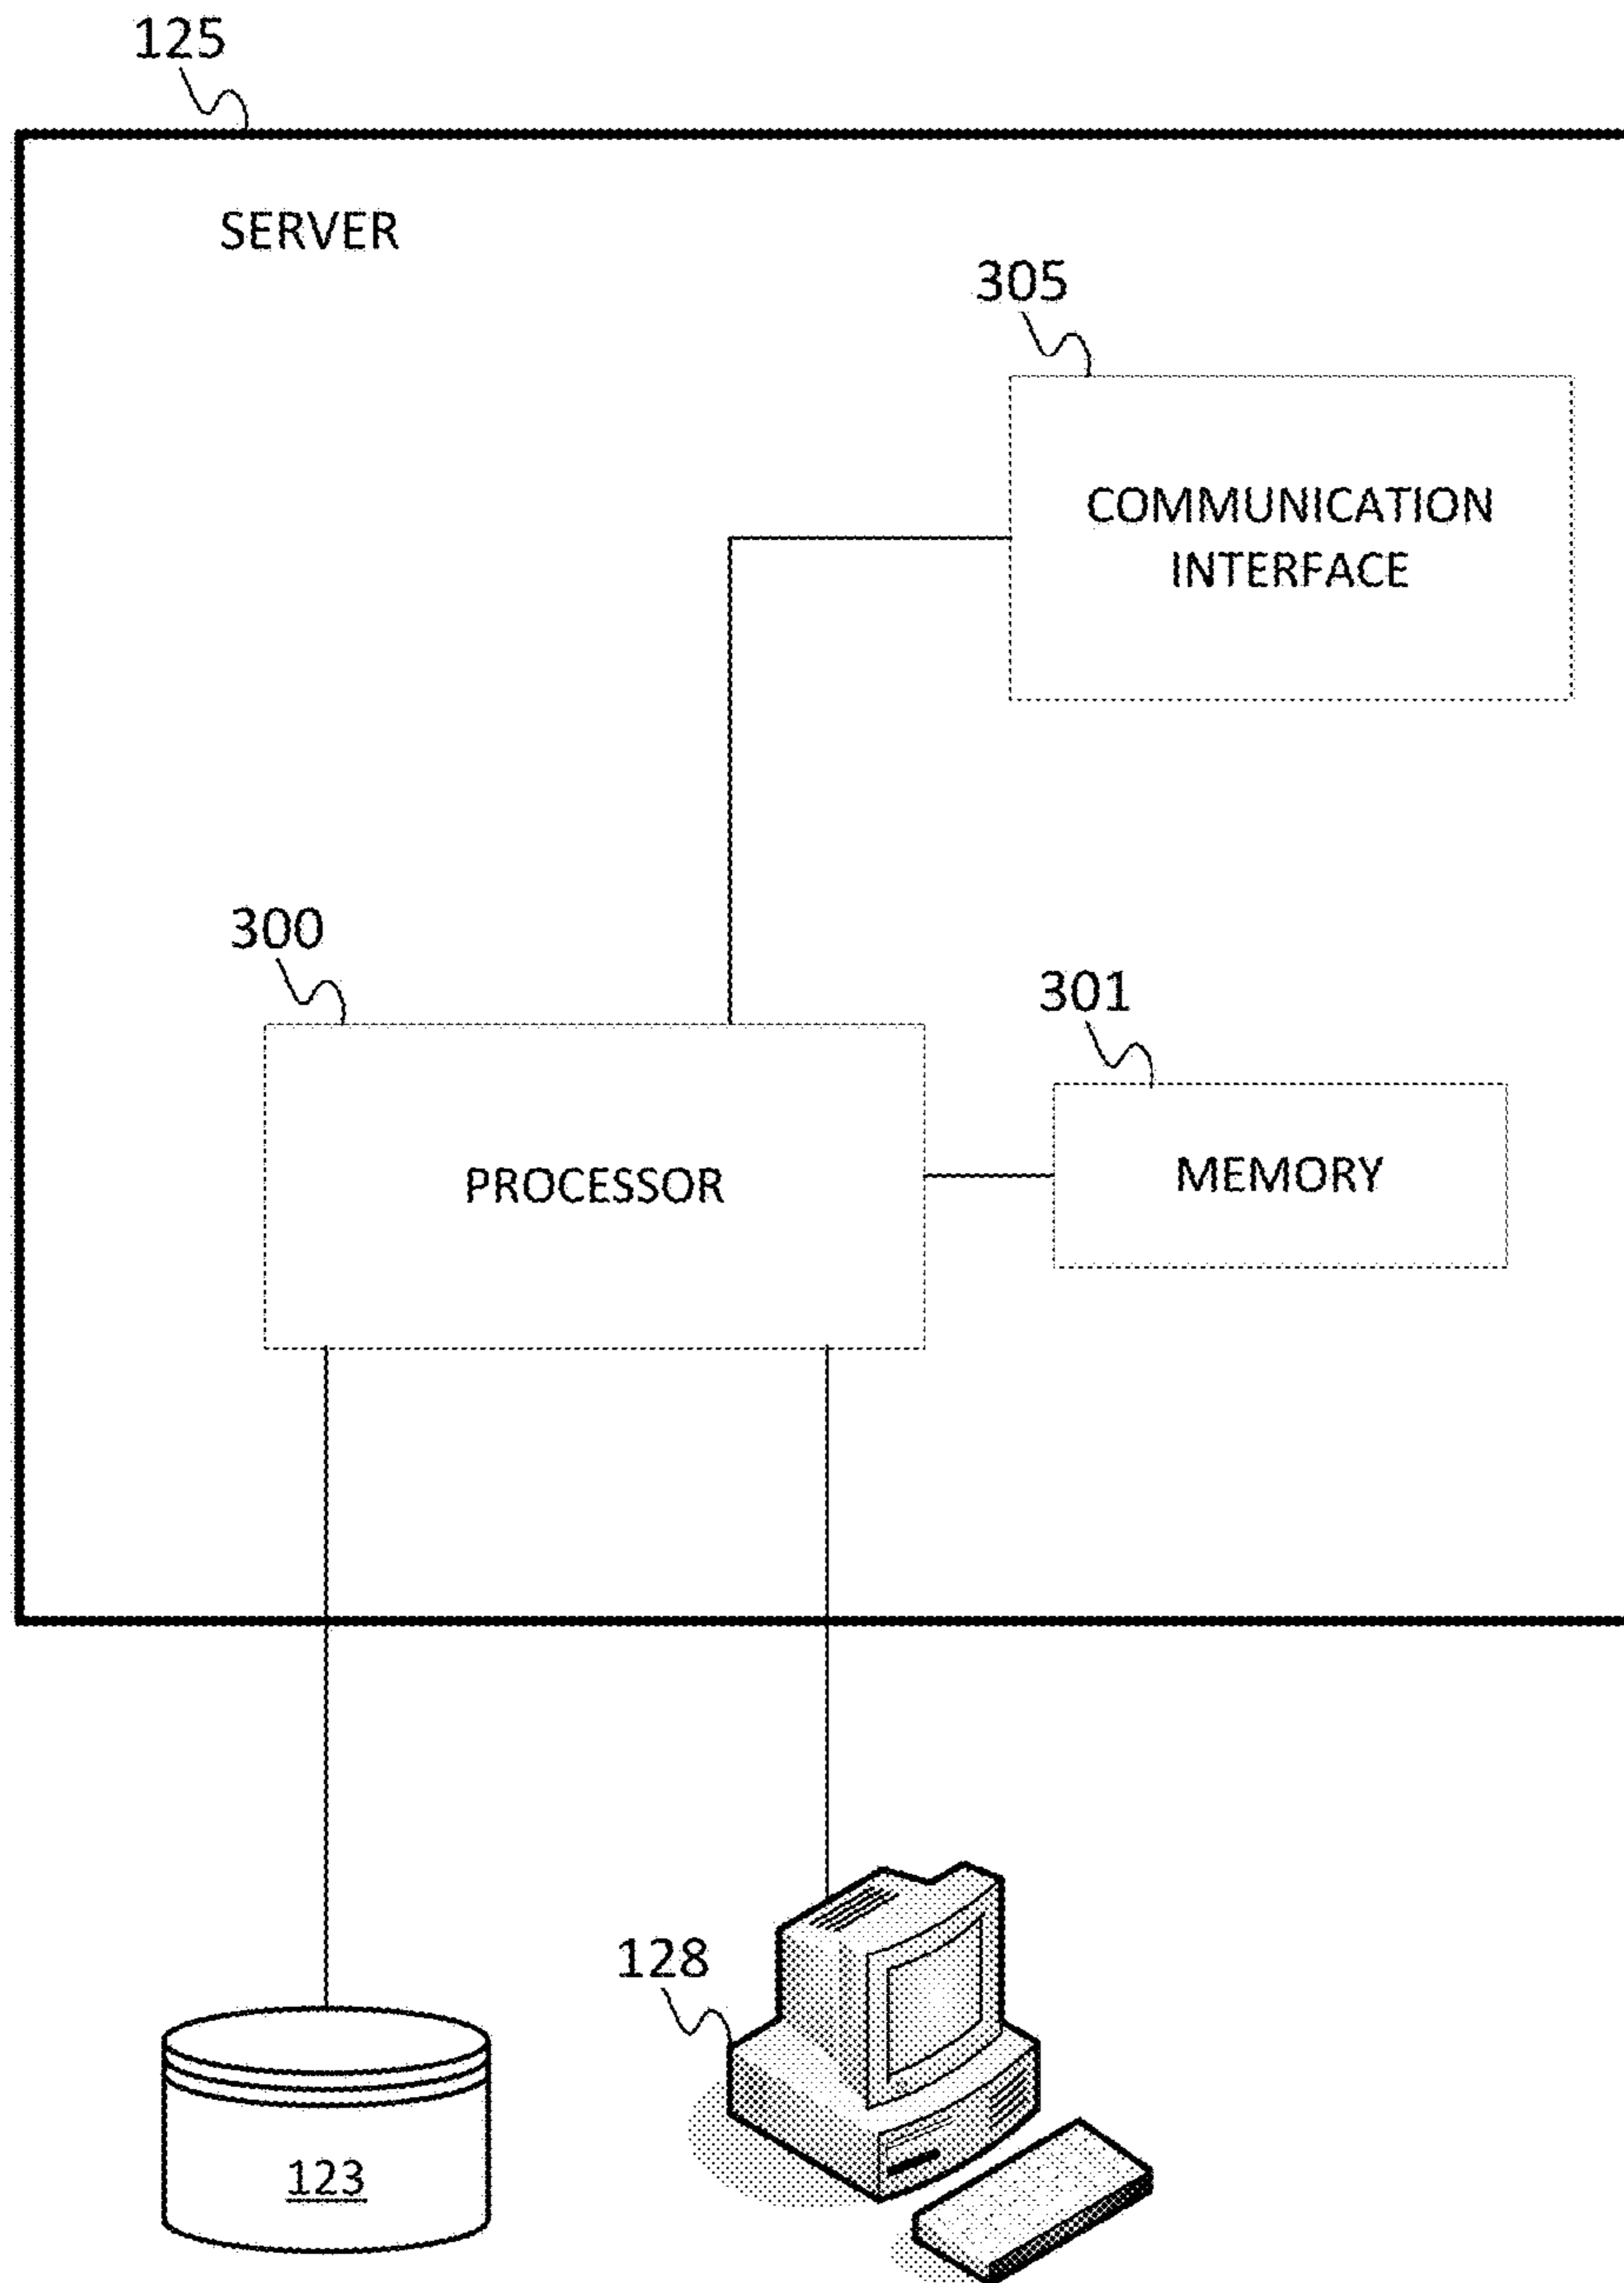 125
SERVER
305
COMMUNICATION
INTERFACE
300
301
PROCESSOR
MEMORY
128
123